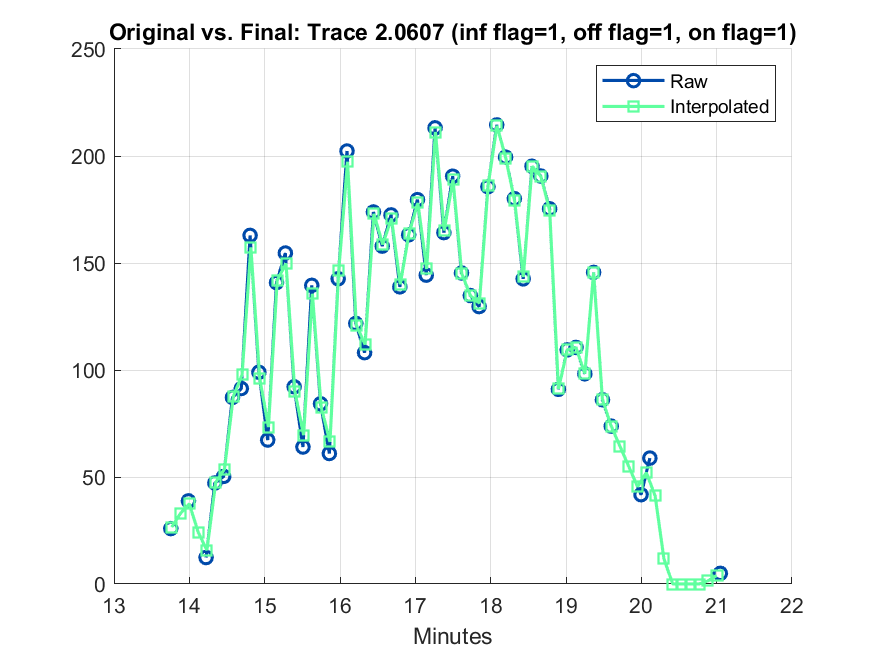 Original vs. Final: Trace 2.0607 (inf flag=1, off flag=1, on flag=1)
250
200
150
100
50
0
Raw
Interpolated
13 14 15 16 17 18 19 20 21 22
Minutes